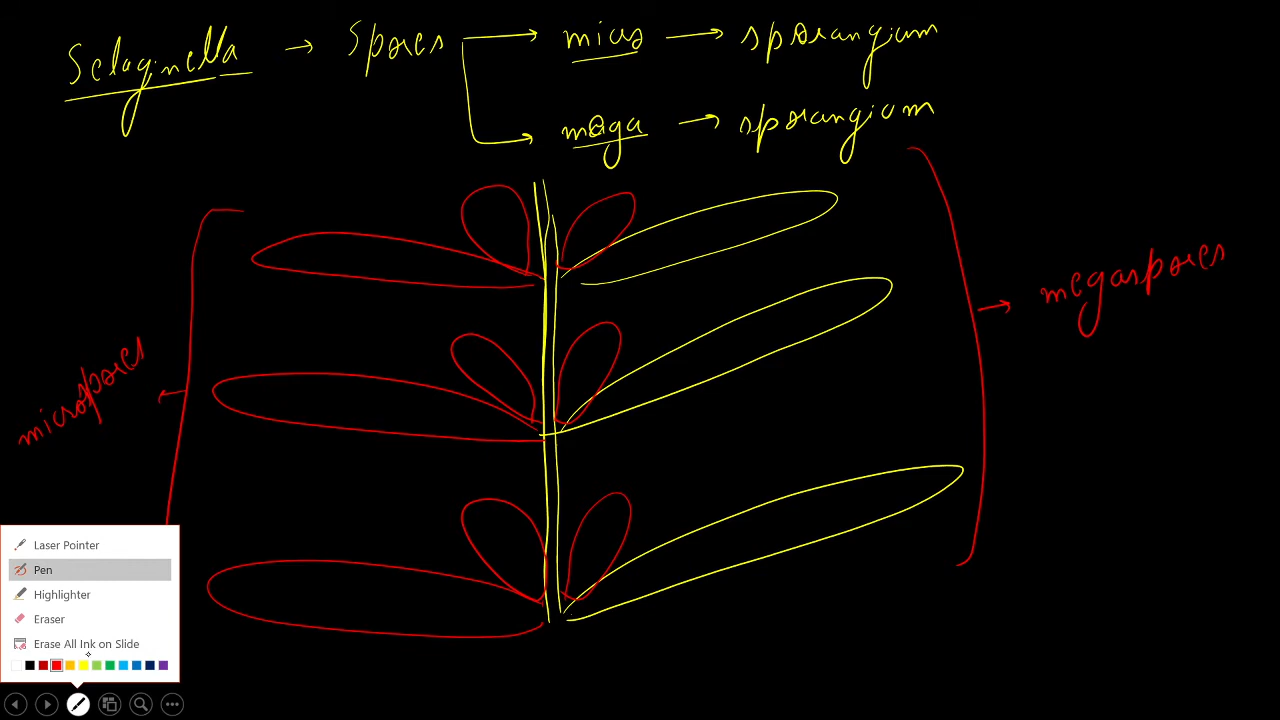 Selaginella → Spores → micro → sporangium
→ mega → sporangium
→ megaspores
microspores
Laser Pointer
Pen
Highlighter
Eraser
Erase All Ink on Slide